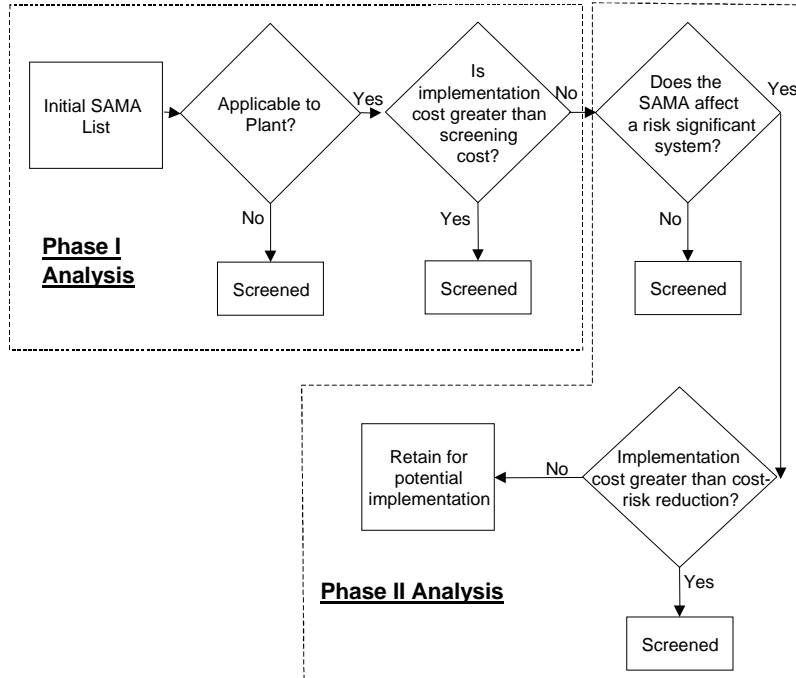 Initial SAMA
List
Applicable to
Plant?
Yes
Is
implementation
cost greater than
screening
cost?
No
Does the
SAMA affect
a risk significant
system?
Yes
No
Yes
No
Phase I
Analysis
Screened
Screened
Screened
Retain for
potential
implementation
No
Implementation
cost greater than cost-
risk reduction?
Yes
Phase II Analysis
Screened